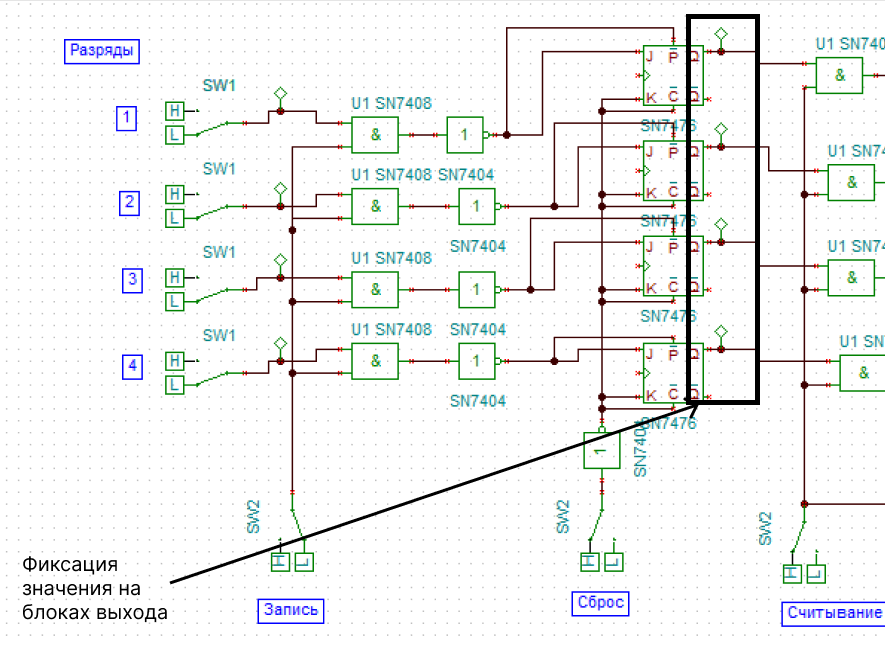 Разряды
U1 SN740
SW1
1
H
L
U1 SN7408
&
1
J P Q
K C Q
SN7476
&
SW1
2
H
L
U1 SN7408 SN7404
&
1
SN7404
J P Q
K C Q
SN7476
U1 SN74
&
SW1
3
H
L
U1 SN7408
&
1
SN7404
J P Q
K C Q
SN7476
U1 SN74
&
SW1
4
H
L
U1 SN7408
&
1
SN7404
J P Q
K C Q
SN7476
U1 SN
&
1
SN7404
SW2
H L
SW2
H L
SW2
H L
Фиксация
значения на
блоках выхода
Запись
Сброс
Считывание